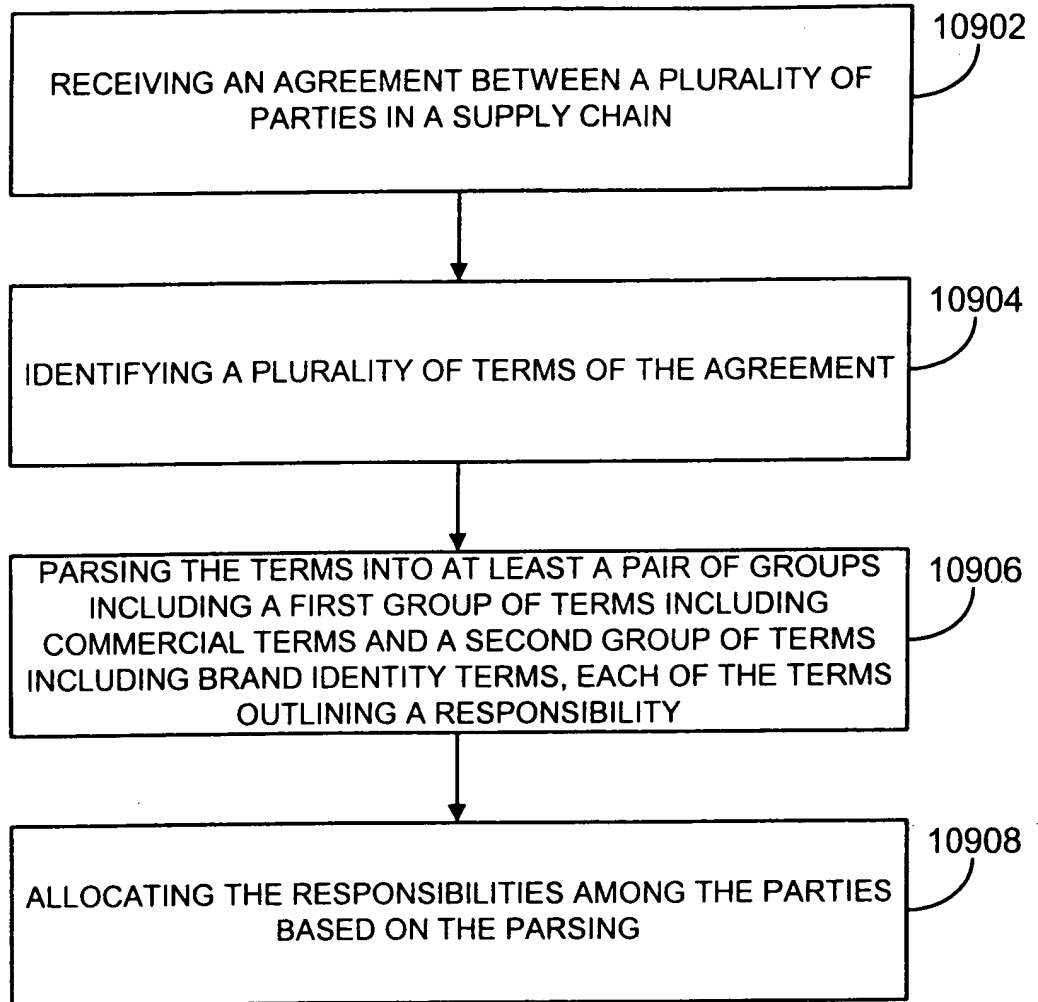 10902
RECEIVING AN AGREEMENT BETWEEN A PLURALITY OF
PARTIES IN A SUPPLY CHAIN
10904
IDENTIFYING A PLURALITY OF TERMS OF THE AGREEMENT
10906
PARSING THE TERMS INTO AT LEAST A PAIR OF GROUPS
INCLUDING A FIRST GROUP OF TERMS INCLUDING
COMMERCIAL TERMS AND A SECOND GROUP OF TERMS
INCLUDING BRAND IDENTITY TERMS, EACH OF THE TERMS
OUTLINING A RESPONSIBILITY
10908
ALLOCATING THE RESPONSIBILITIES AMONG THE PARTIES
BASED ON THE PARSING